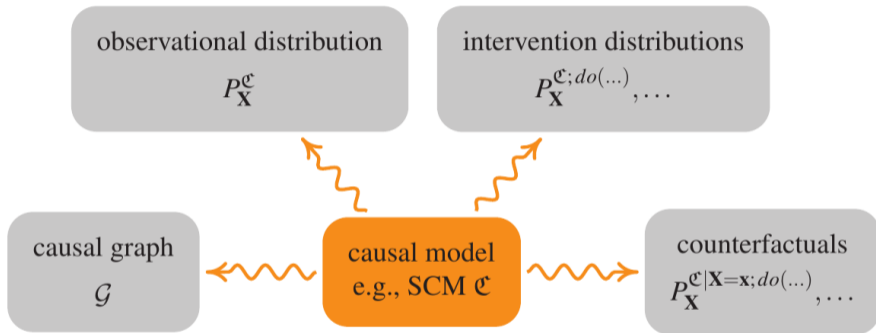 observational distribution
P_𝐗^ℭ
intervention distributions
P_𝐗^{ℭ;do(...)},...
causal graph
𝒢
causal model
e.g., SCM ℭ
counterfactuals
P_𝐗^{ℭ|𝐗=𝐱;do(...)},...